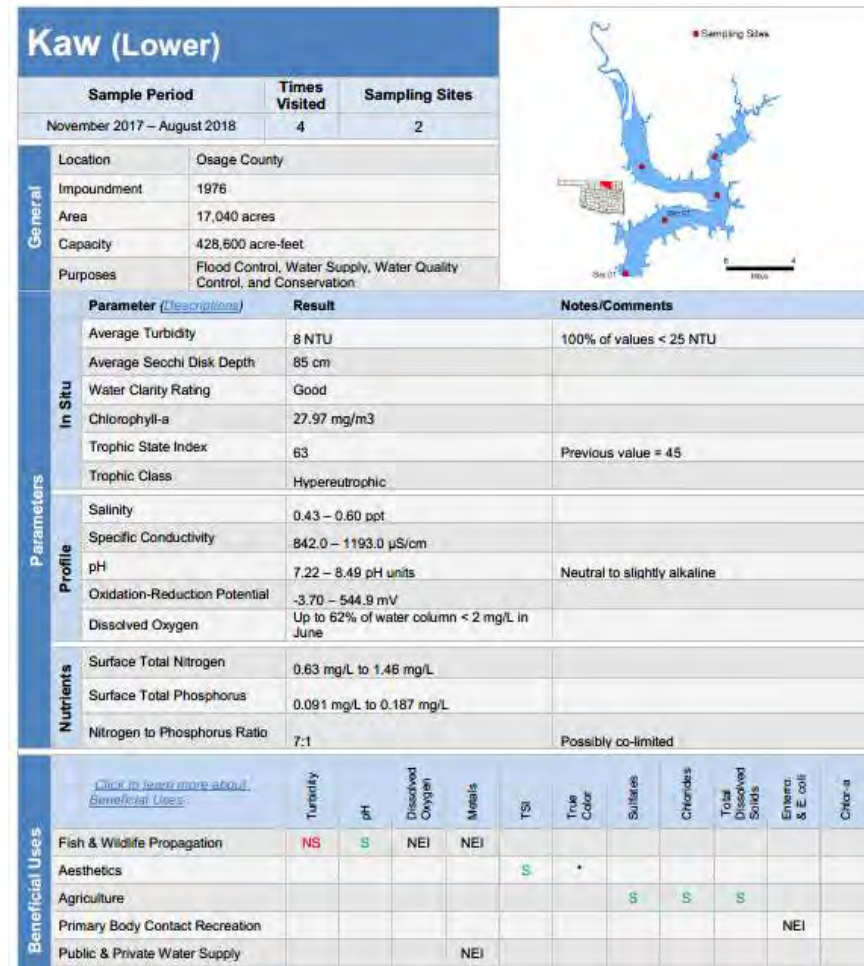 Kaw (Lower)
Sampling Sites
Sample Period Times Visited Sampling Sites
November 2017 – August 2018 4 2
General
Location Osage County
Impoundment 1976
Area 17,040 acres
Capacity 428,600 acre-feet
Purposes Flood Control, Water Supply, Water Quality
Control, and Conservation
Parameters
Parameter (Descriptions) Result Notes/Comments
In Situ
Average Turbidity 8 NTU 100% of values < 25 NTU
Average Secchi Disk Depth 85 cm
Water Clarity Rating Good
Chlorophyll-a 27.97 mg/m3
Trophic State Index 63 Previous value = 45
Trophic Class Hypereutrophic
Profile
Salinity 0.43 – 0.60 ppt
Specific Conductivity 842.0 – 1193.0 µS/cm
pH 7.22 – 8.49 pH units Neutral to slightly alkaline
Oxidation-Reduction Potential -3.70 – 544.9 mV
Dissolved Oxygen Up to 62% of water column < 2 mg/L in
June
Nutrients
Surface Total Nitrogen 0.63 mg/L to 1.46 mg/L
Surface Total Phosphorus 0.091 mg/L to 0.187 mg/L
Nitrogen to Phosphorus Ratio 7:1 Possibly co-limited
Beneficial Uses
Click to learn more about
Beneficial Uses
Turbidity pH Dissolved Oxygen Metals TSI True Color Sulfates Chlorides Total Dissolved Solids Entero. & E. coli Chlor-a
Fish & Wildlife Propagation NS S NEI NEI
Aesthetics S *
Agriculture S S S
Primary Body Contact Recreation NEI
Public & Private Water Supply NEI